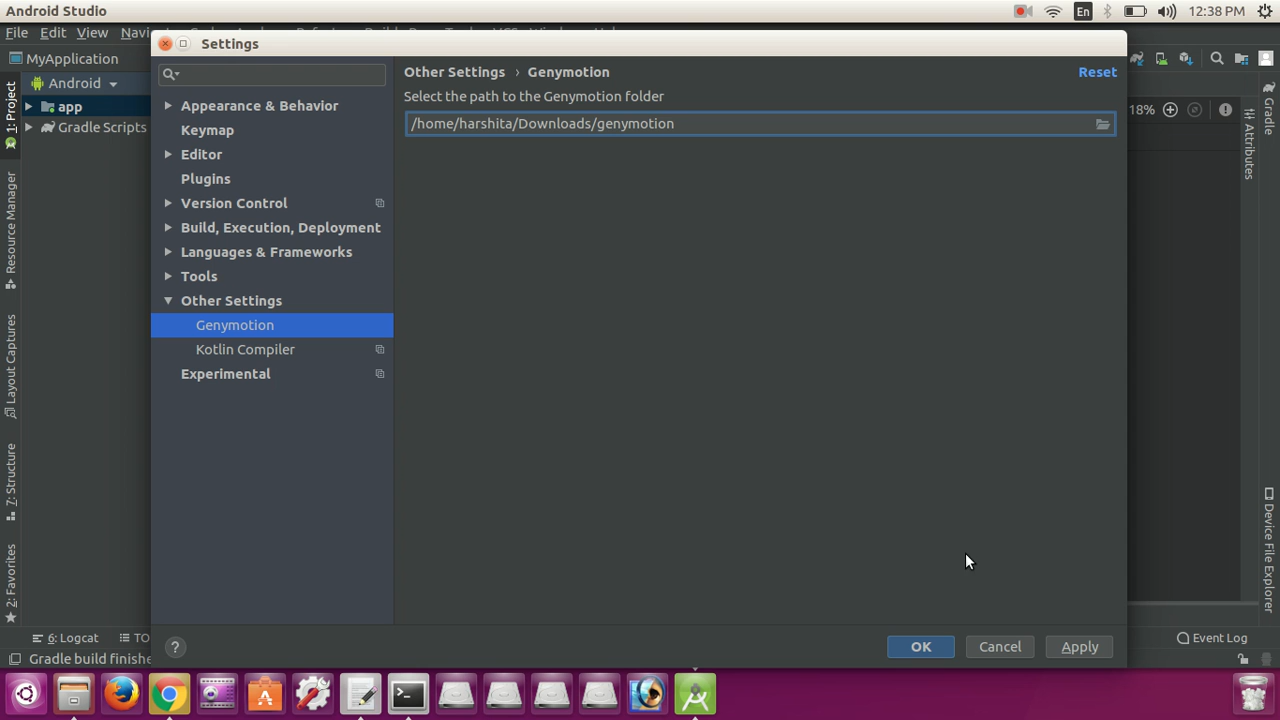 Android Studio
En
12:38 PM
File Edit View
Settings
MyApplication
Android
app
Gradle Scripts
1: Project
Resource Manager
Layout Captures
7: Structure
2: Favorites
Appearance & Behavior
Keymap
Editor
Plugins
Version Control
Build, Execution, Deployment
Languages & Frameworks
Tools
Other Settings
Genymotion
Kotlin Compiler
Experimental
Other Settings › Genymotion
Reset
Select the path to the Genymotion folder
/home/harshita/Downloads/genymotion
?
OK
Cancel
Apply
18%
Gradle
Attributes
Device File Explorer
6: Logcat
TO
Event Log
Gradle build finishe